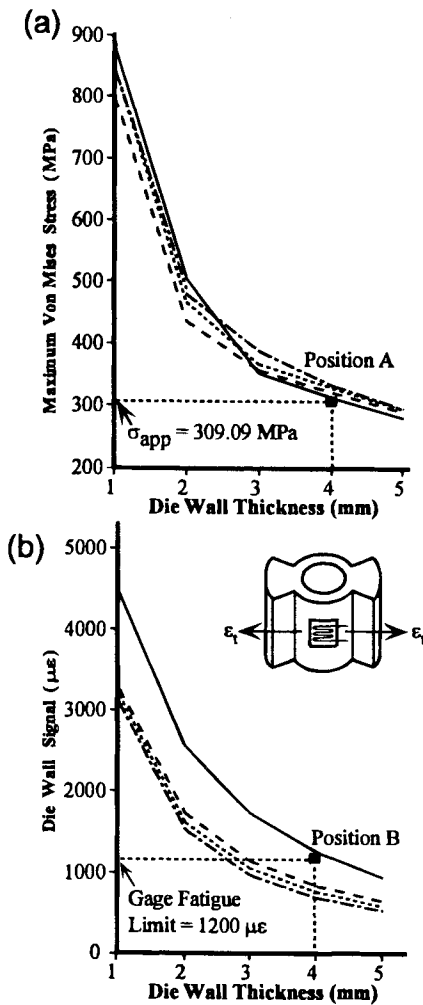 (a)
Maximum Von Mises Stress (MPa)
900
800
700
600
500
400
300
200
Position A
σapp = 309.09 MPa
1 2 3 4 5
Die Wall Thickness (mm)
(b)
Die Wall Signal (με)
5000
4000
3000
2000
1000
0
εt εt
Position B
Gage Fatigue
Limit = 1200 με
1 2 3 4 5
Die Wall Thickness (mm)